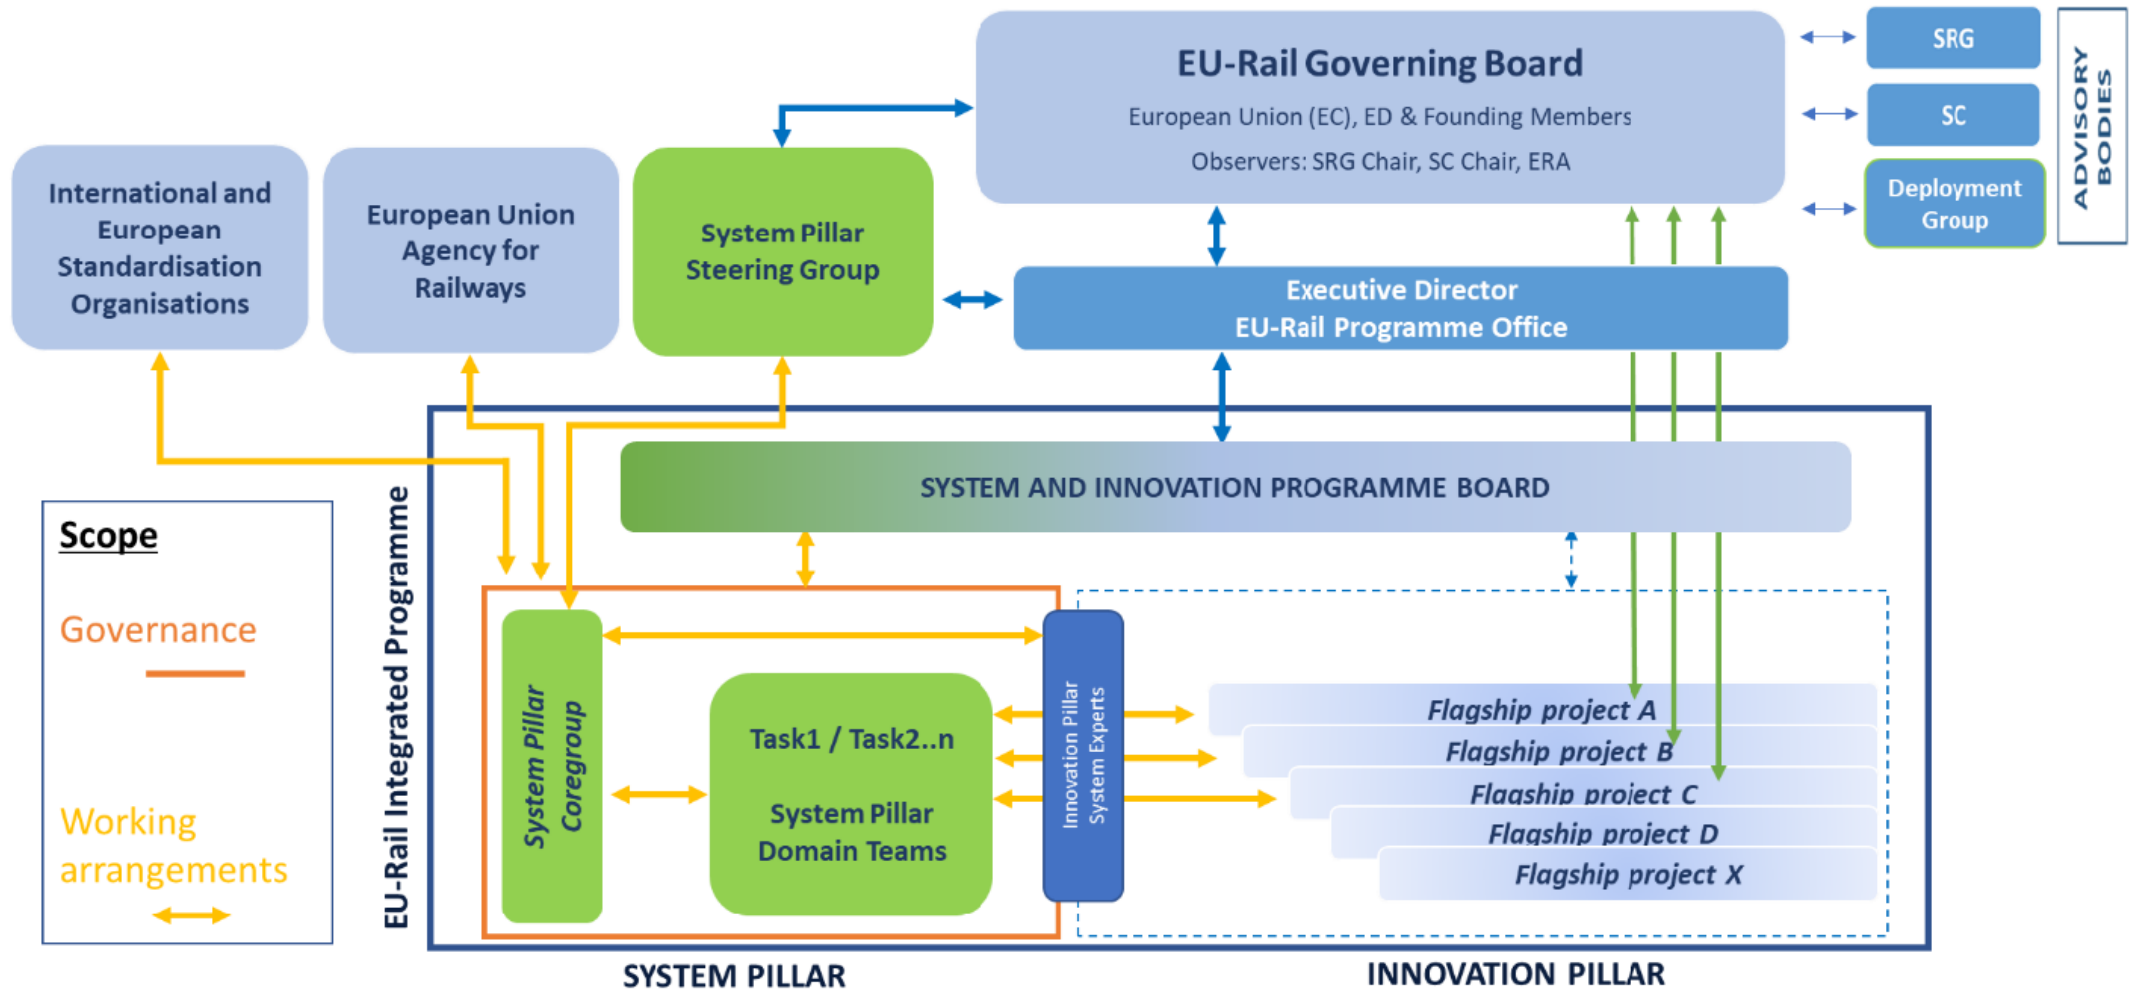 EU-Rail Governing Board
European Union (EC), ED & Founding Members
Observers: SRG Chair, SC Chair, ERA
SRG
SC
Deployment
Group
ADVISORY
BODIES
International and
European
Standardisation
Organisations
European Union
Agency for
Railways
System Pillar
Steering Group
Executive Director
EU-Rail Programme Office
SYSTEM AND INNOVATION PROGRAMME BOARD
Scope
Governance
Working
arrangements
EU-Rail Integrated Programme
System Pillar
Coregroup
Task1 / Task2..n
System Pillar
Domain Teams
Innovation Pillar
System Experts
Flagship project A
Flagship project B
Flagship project C
Flagship project D
Flagship project X
SYSTEM PILLAR
INNOVATION PILLAR